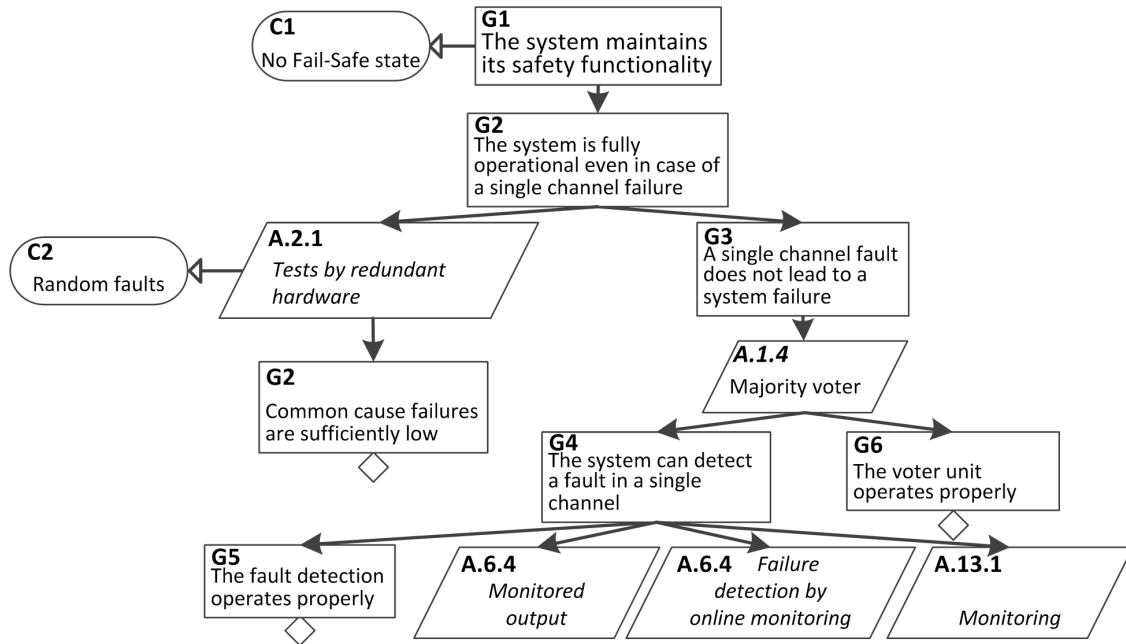 C1
No Fail-Safe state
G1
The system maintains
its safety functionality
G2
The system is fully
operational even in case of
a single channel failure
C2
Random faults
A.2.1
Tests by redundant
hardware
G3
A single channel fault
does not lead to a
system failure
G2
Common cause failures
are sufficiently low
A.1.4
Majority voter
G4
The system can detect
a fault in a single
channel
G6
The voter unit
operates properly
G5
The fault detection
operates properly
A.6.4
Monitored
output
A.6.4 Failure
detection by
online monitoring
A.13.1
Monitoring